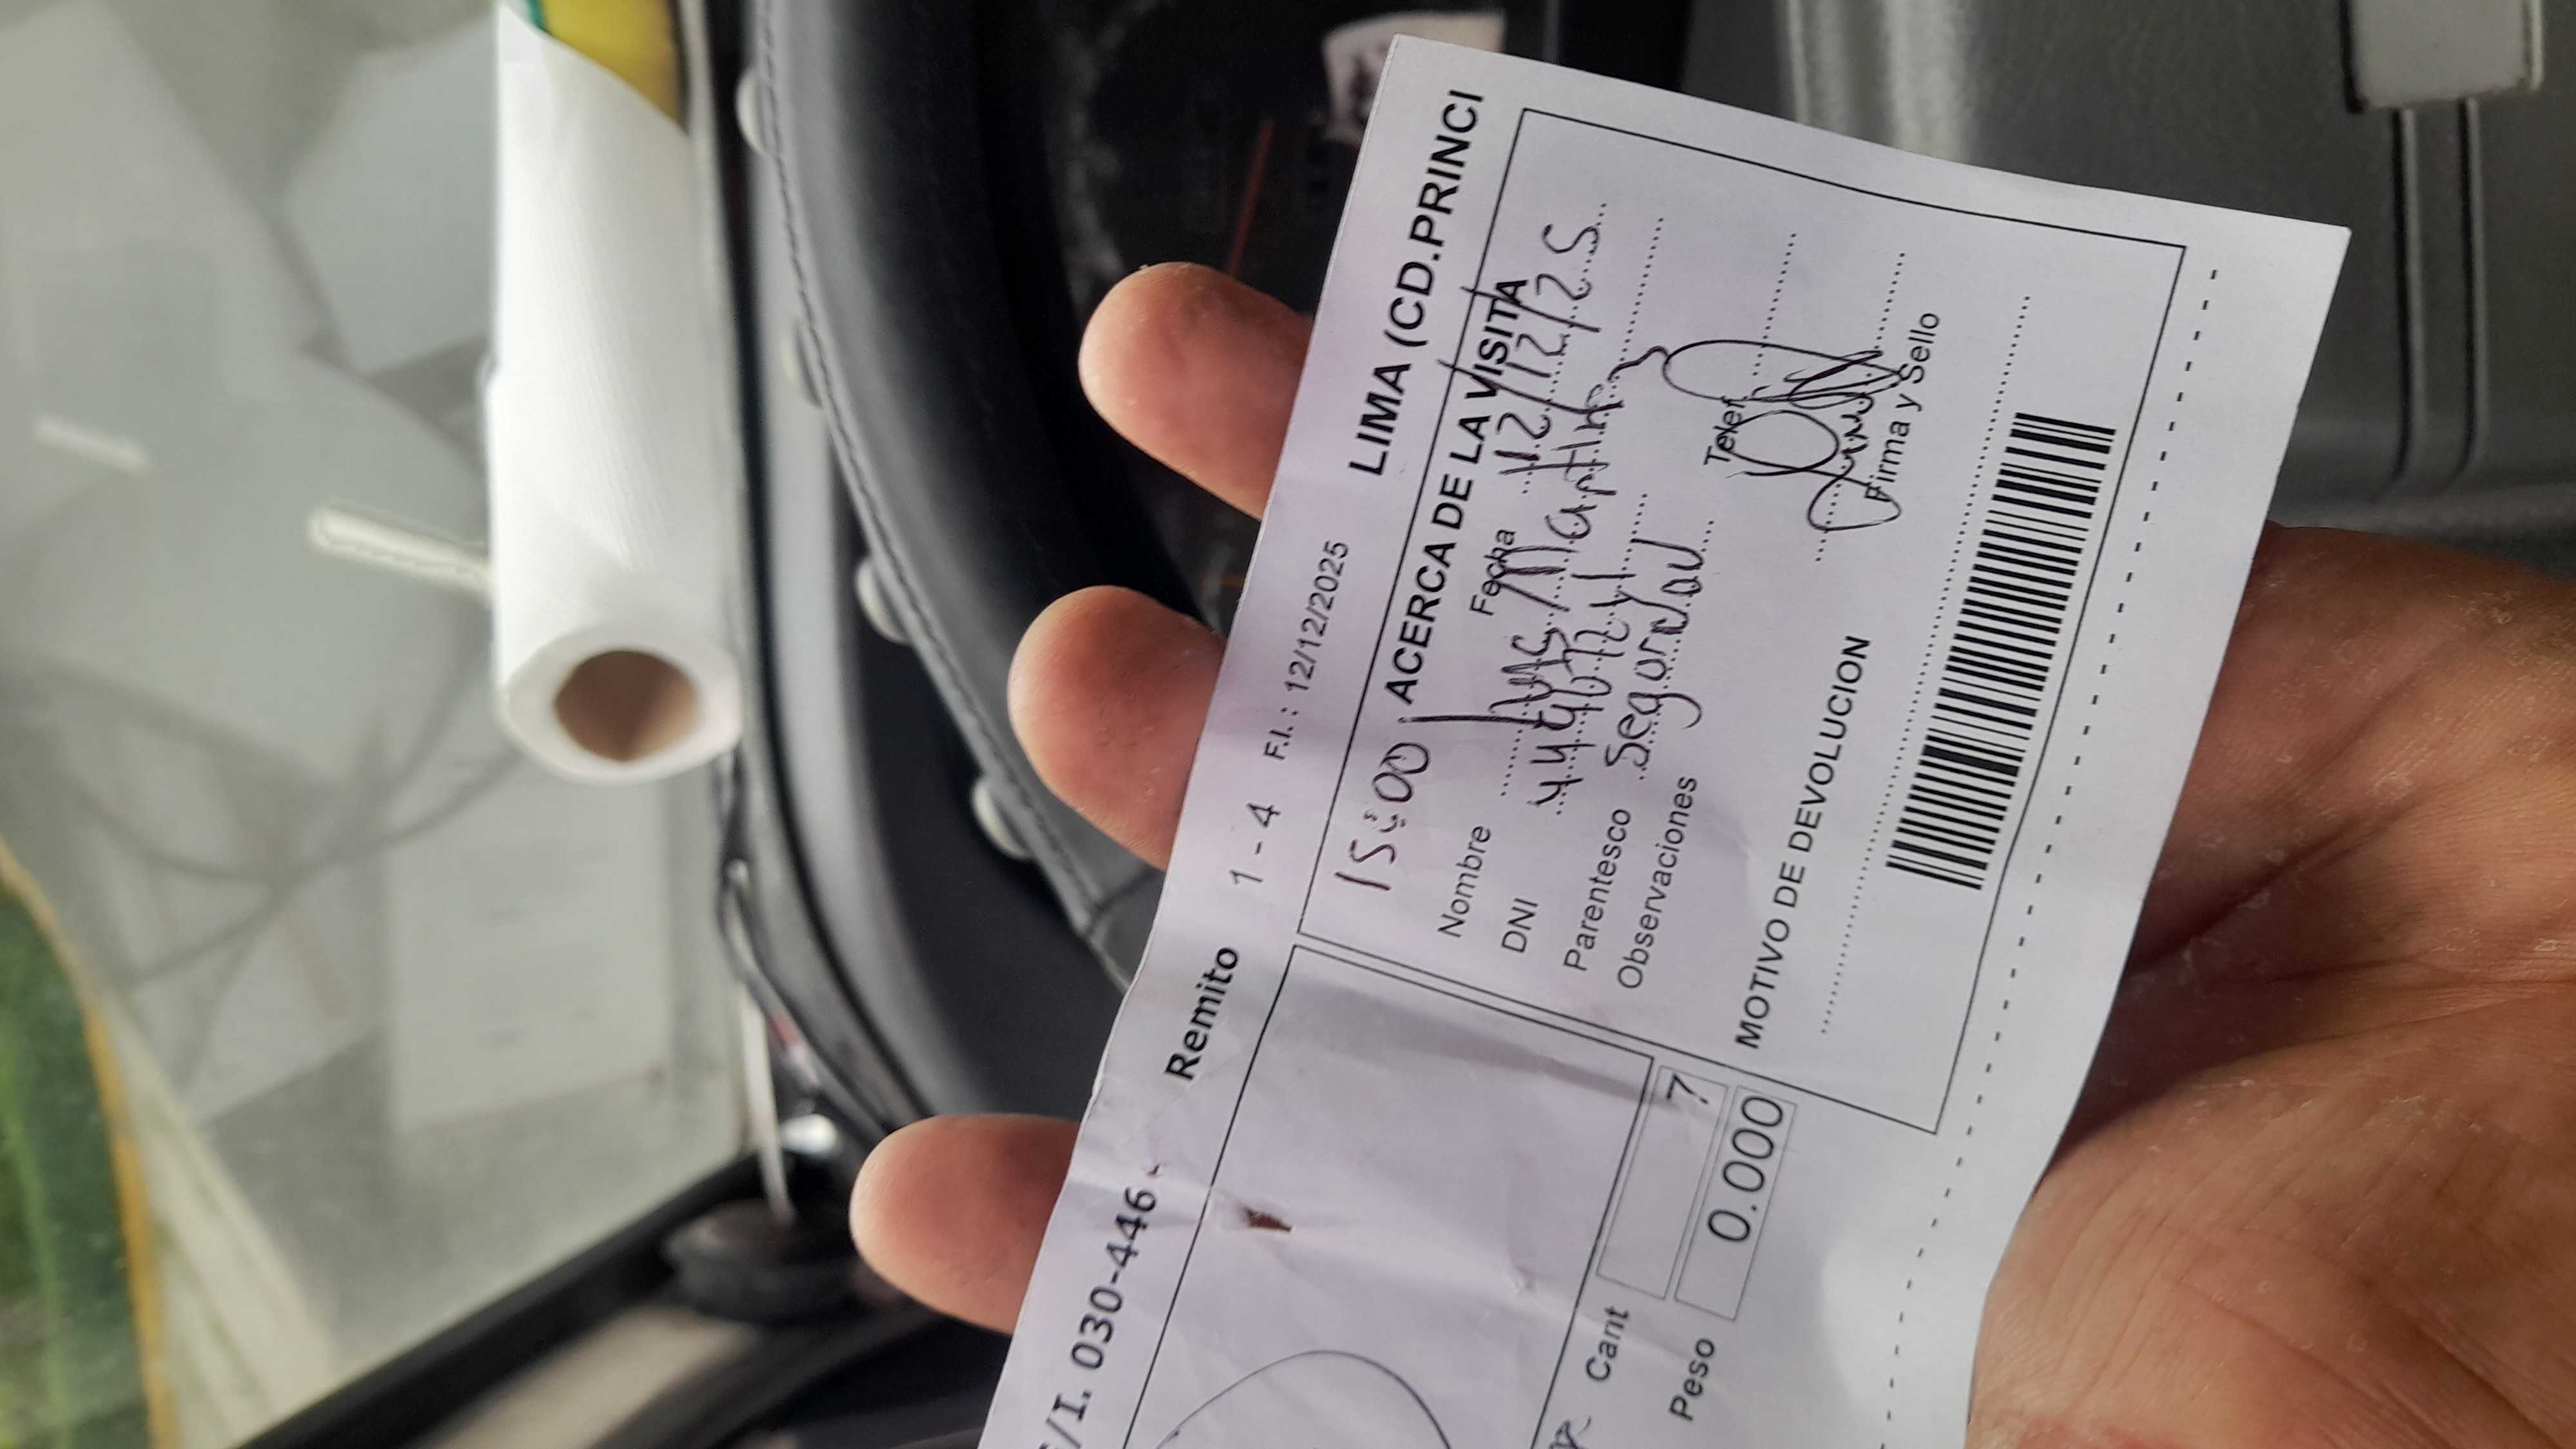 /I. 030-446
Remito 1 - 4 F.I.: 12/12/2025 LIMA (CD.PRINCI
ACERCA DE LA VISITA
15:00 Fecha 12/12/25
Nombre Luis Martin
DNI
Parentesco Seguridad
Observaciones
Telef.
Firma y Sello
MOTIVO DE DEVOLUCION
Cant 7
Peso 0.000